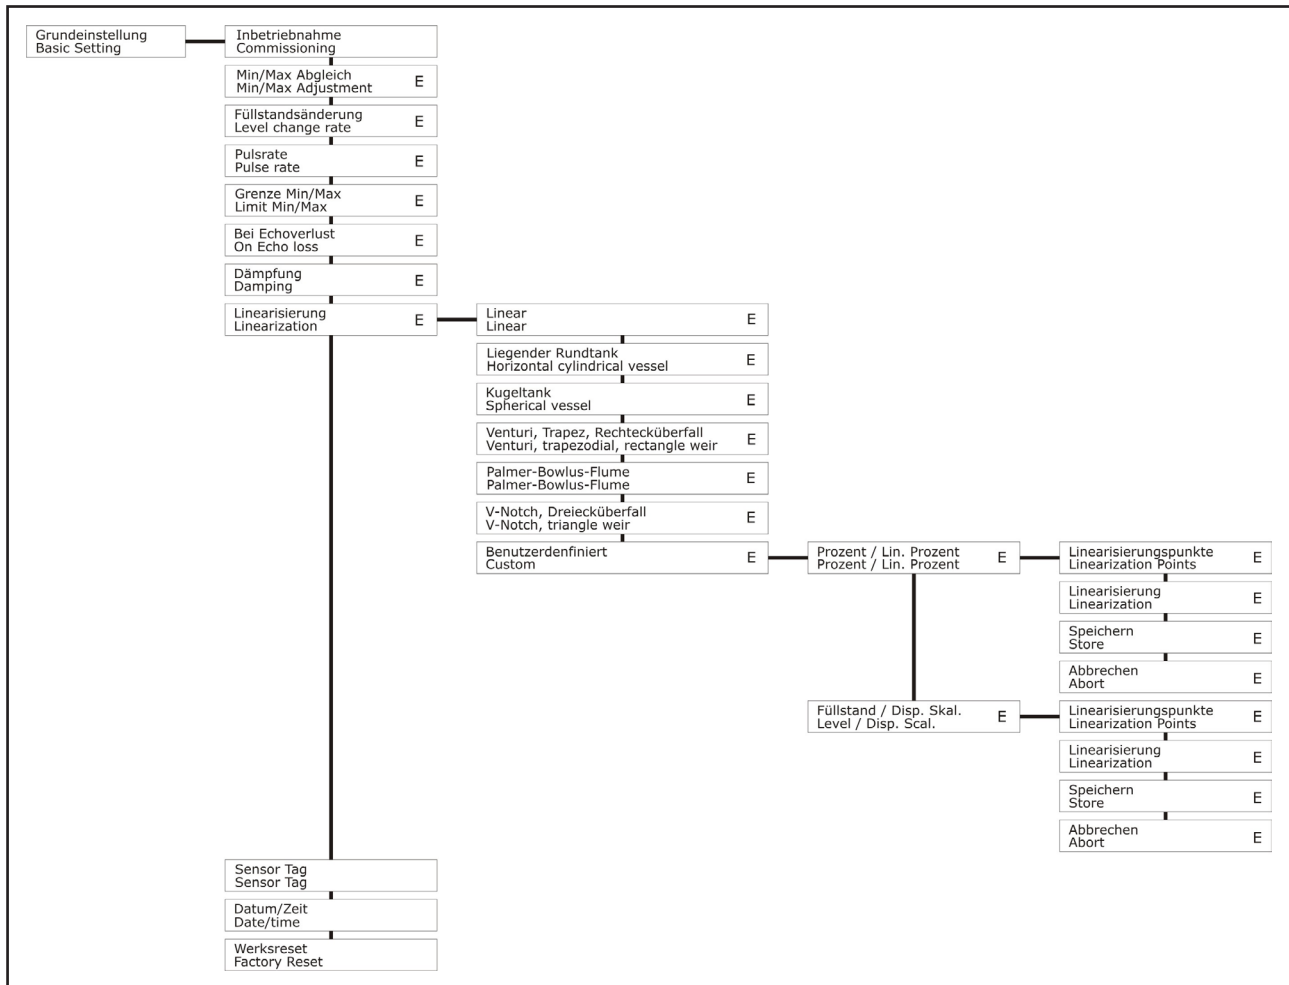 Grundeinstellung
Basic Setting
Inbetriebnahme
Commissioning
Min/Max Abgleich
Min/Max Adjustment
E
Füllstandsänderung
Level change rate
E
Pulsrate
Pulse rate
E
Grenze Min/Max
Limit Min/Max
E
Bei Echoverlust
On Echo loss
E
Dämpfung
Damping
E
Linearisierung
Linearization
E
Linear
Linear
E
Liegender Rundtank
Horizontal cylindrical vessel
E
Kugeltank
Spherical vessel
E
Venturi, Trapez, Rechtecküberfall
Venturi, trapezodial, rectangle weir
E
Palmer-Bowlus-Flume
Palmer-Bowlus-Flume
E
V-Notch, Dreiecküberfall
V-Notch, triangle weir
E
Benutzerdenfiniert
Custom
E
Prozent / Lin. Prozent
Prozent / Lin. Prozent
E
Linearisierungspunkte
Linearization Points
E
Linearisierung
Linearization
E
Speichern
Store
E
Abbrechen
Abort
E
Füllstand / Disp. Skal.
Level / Disp. Scal.
E
Linearisierungspunkte
Linearization Points
E
Linearisierung
Linearization
E
Speichern
Store
E
Abbrechen
Abort
E
Sensor Tag
Sensor Tag
Datum/Zeit
Date/time
Werksreset
Factory Reset